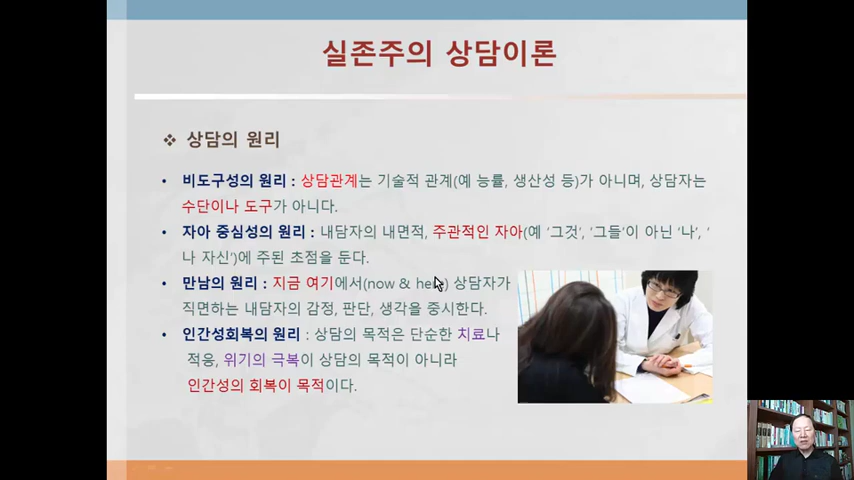 실존주의 상담이론
❖ 상담의 원리
• 비도구성의 원리 : 상담관계는 기술적 관계(예 능률, 생산성 등)가 아니며, 상담자는
수단이나 도구가 아니다.
• 자아 중심성의 원리 : 내담자의 내면적, 주관적인 자아(예 '그것', '그들'이 아닌 '나', '
나 자신')에 주된 초점을 둔다.
• 만남의 원리 : 지금 여기에서(now & here) 상담자가
직면하는 내담자의 감정, 판단, 생각을 중시한다.
• 인간성회복의 원리 : 상담의 목적은 단순한 치료나
적응, 위기의 극복이 상담의 목적이 아니라
인간성의 회복이 목적이다.